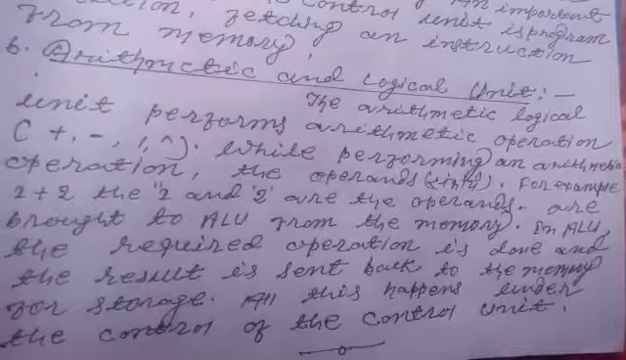 control unit is program
important
from memory, fetching an instruction
6. Arithmetic and Logical Unit:-
The arithmetic logical
unit performs arithmetic operation
C +, -, /, ^). While performing an arithmetic
operation, the operands. For example
2+2 the "2 and '2' are the operands. are
brought to ALU from the memory. In ALU,
the required operation is done and
the result is sent back to the memory
for storage. All this happens under
the control of the control Unit.